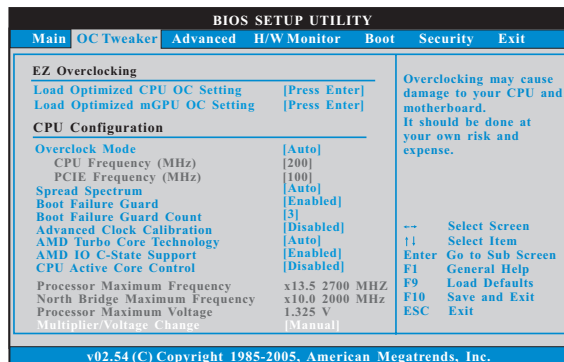 BIOS SETUP UTILITY
Main OC Tweaker Advanced H/W Monitor Boot Security Exit
EZ Overclocking
Load Optimized CPU OC Setting [Press Enter]
Load Optimized mGPU OC Setting [Press Enter]
CPU Configuration
Overclock Mode [Auto]
CPU Frequency (MHz) [200]
PCIE Frequency (MHz) [100]
Spread Spectrum [Auto]
Boot Failure Guard [Enabled]
Boot Failure Guard Count [3]
Advanced Clock Calibration [Disabled]
AMD Turbo Core Technology [Auto]
AMD IO C-State Support [Enabled]
CPU Active Core Control [Disabled]
Processor Maximum Frequency x13.5 2700 MHZ
North Bridge Maximum Frequency x10.0 2000 MHz
Processor Maximum Voltage 1.325 V
Multiplier/Voltage Change [Manual]
Overclocking may cause
damage to your CPU and
motherboard.
It should be done at
your own risk and
expense.
↔ Select Screen
↑↓ Select Item
Enter Go to Sub Screen
F1 General Help
F9 Load Defaults
F10 Save and Exit
ESC Exit
v02.54 (C) Copyright 1985-2005, American Megatrends, Inc.